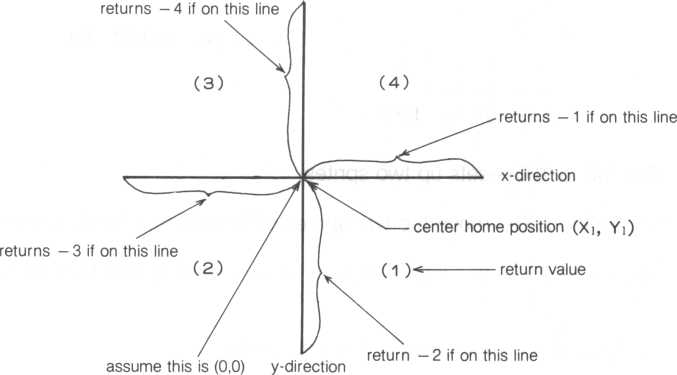 returns – 4 if on this line
(3)
(4)
returns – 1 if on this line
x-direction
center home position (X1, Y1)
returns – 3 if on this line
(2)
(1)
return value
return – 2 if on this line
assume this is (0,0)
y-direction